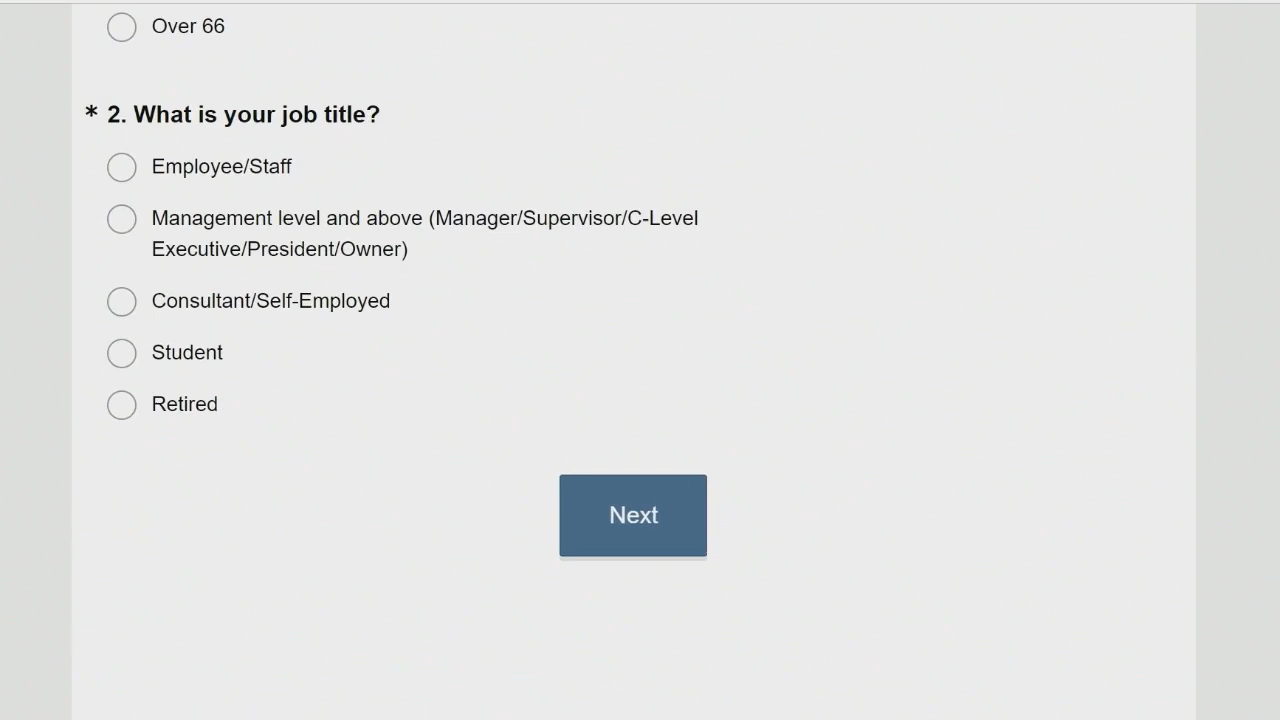 Over 66
* 2. What is your job title?
Employee/Staff
Management level and above (Manager/Supervisor/C-Level
Executive/President/Owner)
Consultant/Self-Employed
Student
Retired
Next